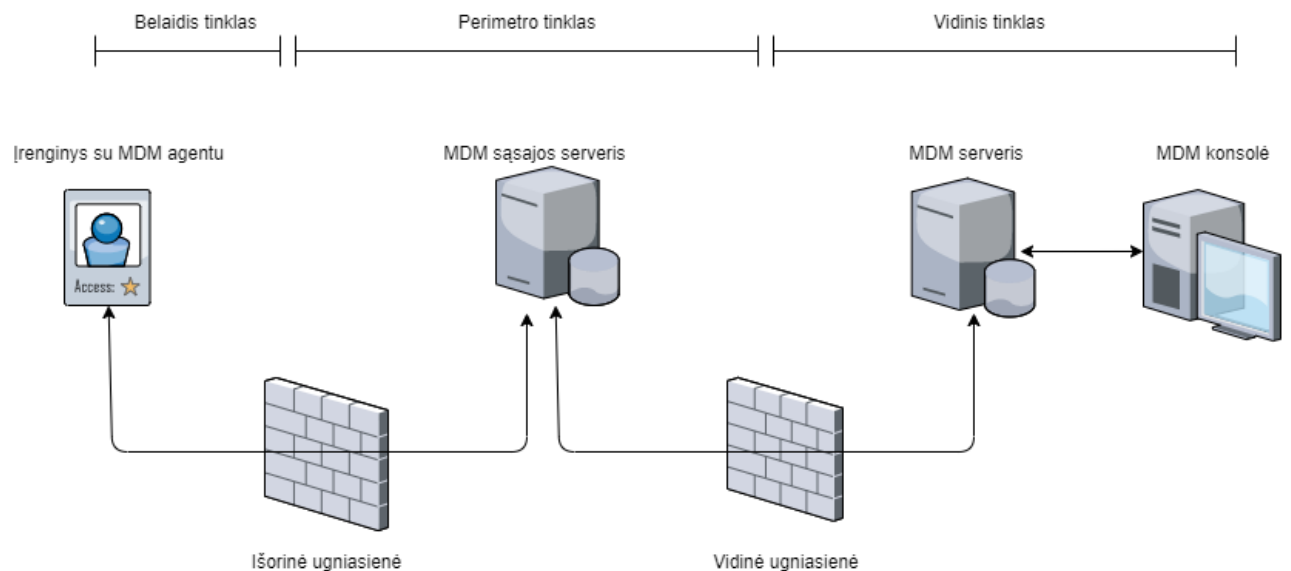 Belaidis tinklas
Perimetro tinklas
Vidinis tinklas
Įrenginys su MDM agentu
MDM sąsajos serveris
MDM serveris
MDM konsolė
Access:
Išorinė ugniasienė
Vidinė ugniasienė